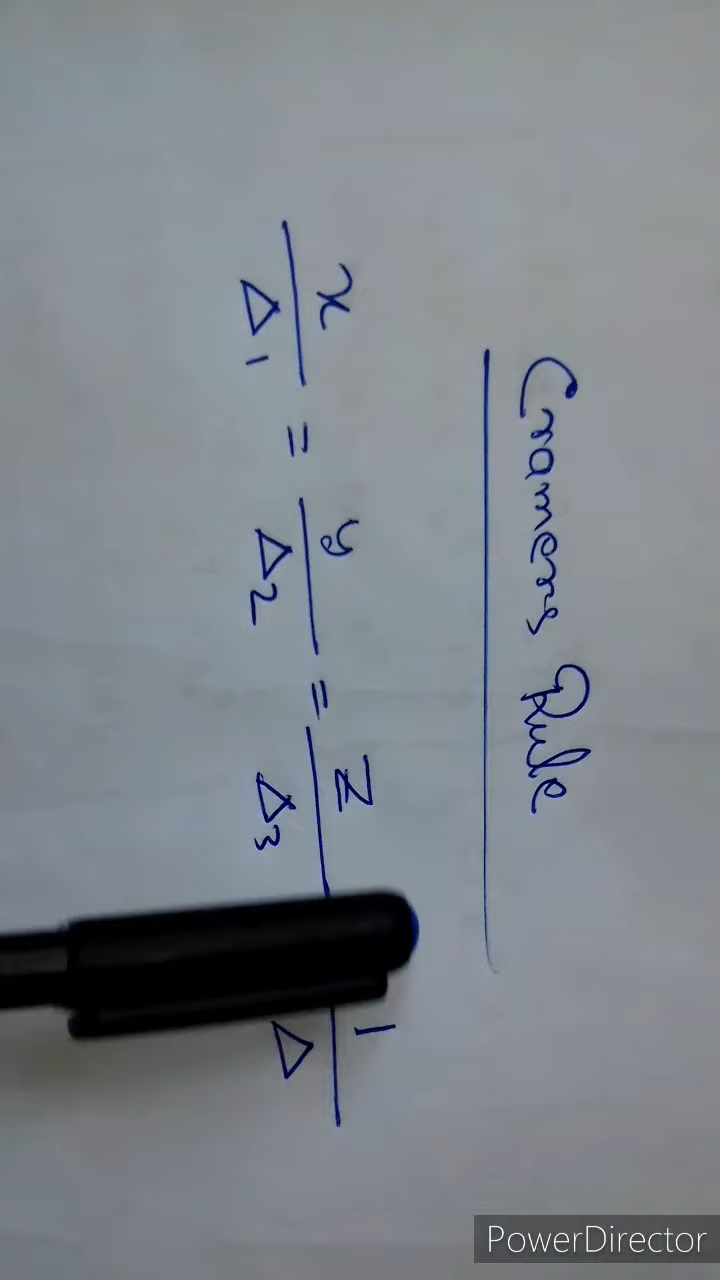 Cramers Rule
x/Δ1 = y/Δ2 = z/Δ3 1/Δ
PowerDirector